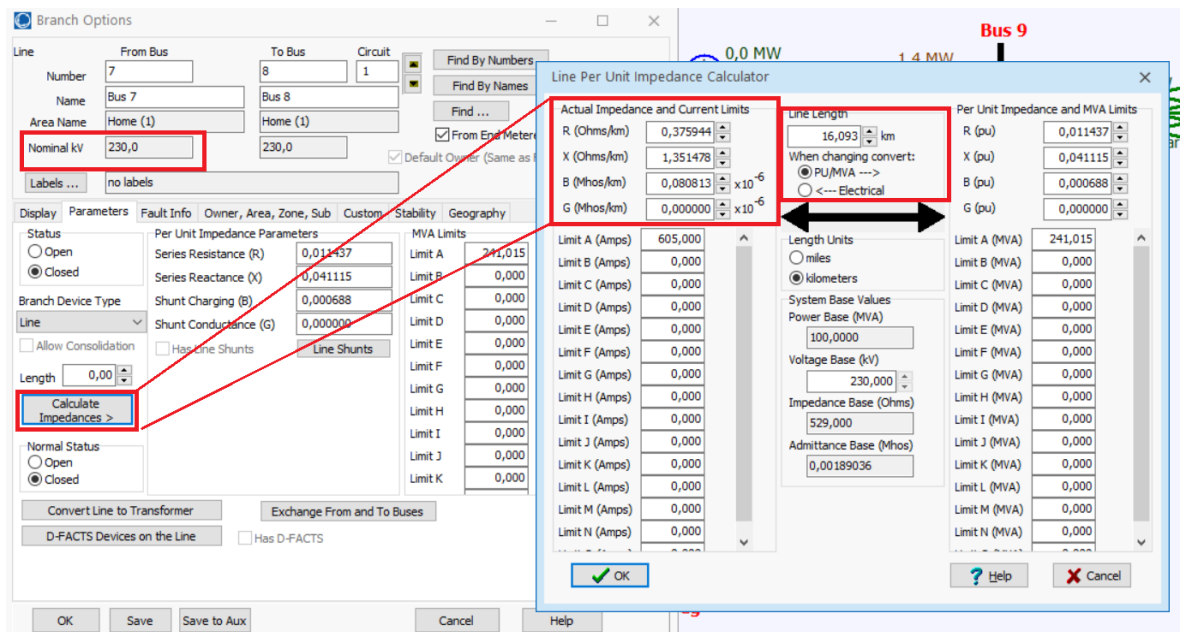 Branch Options
Line
From Bus To Bus Circuit
Number 7 8 1
Name Bus 7 Bus 8
Area Name Home (1) Home (1)
Nominal kV 230,0 230,0
Labels ... no labels
Find By Numbers
Find By Names
Find ...
From End Metere
Default Owner (Same as
Display Parameters Fault Info Owner, Area, Zone, Sub Custom Stability Geography
Status
Open
Closed
Branch Device Type
Line
Allow Consolidation
Length 0,00
Calculate
Impedances >
Normal Status
Open
Closed
Per Unit Impedance Parameters
Series Resistance (R) 0,011437
Series Reactance (X) 0,041115
Shunt Charging (B) 0,000688
Shunt Conductance (G) 0,000000
Has Line Shunts Line Shunts
MVA Limits
Limit A 241,015
Limit B 0,000
Limit C 0,000
Limit D 0,000
Limit E 0,000
Limit F 0,000
Limit G 0,000
Limit H 0,000
Limit I 0,000
Limit J 0,000
Limit K 0,000
Convert Line to Transformer Exchange From and To Buses
D-FACTS Devices on the Line Has D-FACTS
OK Save Save to Aux Cancel Help
Bus 9
0,0 MW
1,4 MW
Line Per Unit Impedance Calculator
Actual Impedance and Current Limits
R (Ohms/km) 0,375944
X (Ohms/km) 1,351478
B (Mhos/km) 0,080813 x10-6
G (Mhos/km) 0,000000 x10-6
Limit A (Amps) 605,000
Limit B (Amps) 0,000
Limit C (Amps) 0,000
Limit D (Amps) 0,000
Limit E (Amps) 0,000
Limit F (Amps) 0,000
Limit G (Amps) 0,000
Limit H (Amps) 0,000
Limit I (Amps) 0,000
Limit J (Amps) 0,000
Limit K (Amps) 0,000
Limit L (Amps) 0,000
Limit M (Amps) 0,000
Limit N (Amps) 0,000
Line Length
16,093 km
When changing convert:
PU/MVA --->
<--- Electrical
Length Units
miles
kilometers
System Base Values
Power Base (MVA)
100,0000
Voltage Base (kV)
230,000
Impedance Base (Ohms)
529,000
Admittance Base (Mhos)
0,00189036
Per Unit Impedance and MVA Limits
R (pu) 0,011437
X (pu) 0,041115
B (pu) 0,000688
G (pu) 0,000000
Limit A (MVA) 241,015
Limit B (MVA) 0,000
Limit C (MVA) 0,000
Limit D (MVA) 0,000
Limit E (MVA) 0,000
Limit F (MVA) 0,000
Limit G (MVA) 0,000
Limit H (MVA) 0,000
Limit I (MVA) 0,000
Limit J (MVA) 0,000
Limit K (MVA) 0,000
Limit L (MVA) 0,000
Limit M (MVA) 0,000
Limit N (MVA) 0,000
OK Help Cancel